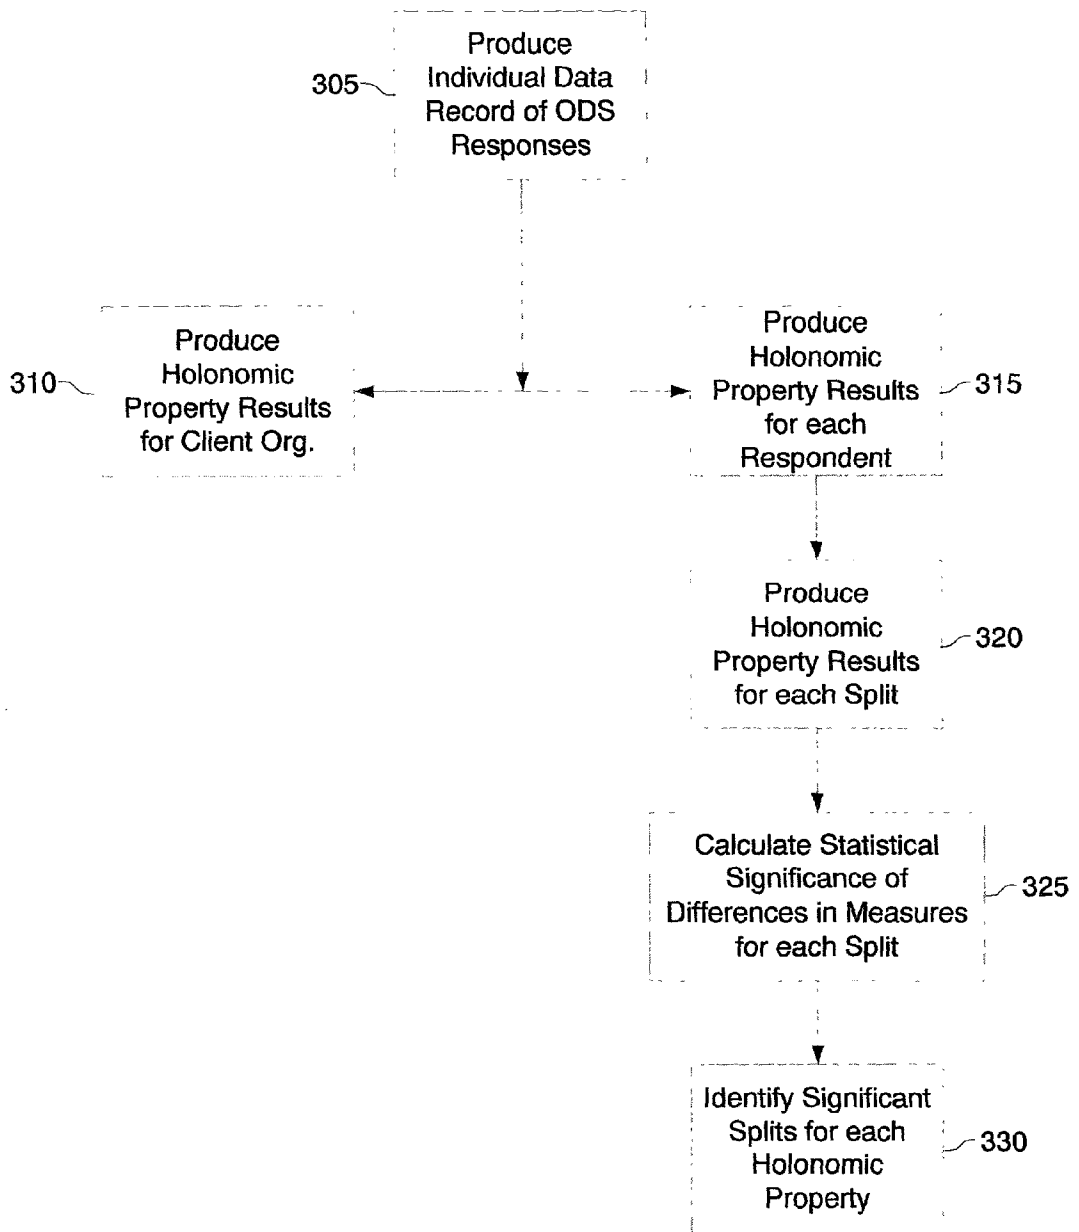 Produce
Individual Data
Record of ODS
Responses
305
Produce
Holonomic
Property Results
for Client Org.
310
Produce
Holonomic
Property Results
for each
Respondent
315
Produce
Holonomic
Property Results
for each Split
320
Calculate Statistical
Significance of
Differences in Measures
for each Split
325
Identify Significant
Splits for each
Holonomic
Property
330